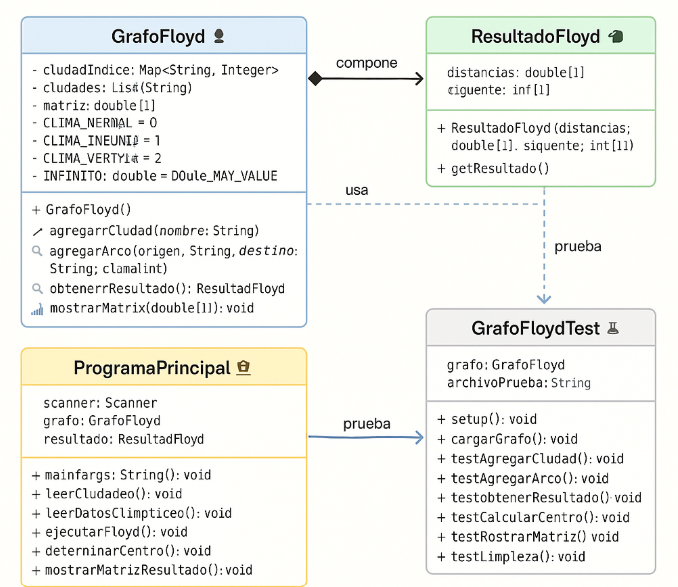 GrafoFloyd
- cludadIndice: Map<String, Integer>
- cludades: List(String)
- matriz: double[1]
- CLIMA_NERMAL = 0
- CLIMA_INEUNI = 1
- CLIMA_VERTYIA = 2
- INFINITO: double = DOule_MAY_VALUE
+ GrafoFloyd()
agregarrCludad(nombre: String)
agregarArco(origen, String, destino:
String; clamalint)
obtenerrResultado(): ResultadFloyd
mostrarMatrix(double[1]): void
compone
ResultadoFloyd
distancias: double[1]
ciguente: inf[1]
+ ResultadoFloyd (distancias;
double[1]. siquente; int[11)
+ getResultado()
usa
prueba
ProgramaPrincipal
scanner: Scanner
grafo: GrafoFloyd
resultado: ResultadFloyd
+ mainfargs: String(): void
+ leerCludadeo(): void
+ leerDatosClimpticeo(): void
+ ejecutarFloyd(): void
+ deterninarCentro(): void
+ mostrarMatrizResultado(): void
prueba
GrafoFloydTest
grafo: GrafoFloyd
archivoPrueba: String
+ setup(): void
+ cargarGrafo(): void
+ testAgregarCludad(): void
+ testAgregarArco(): void
+ testobtenerResultado() void
+ testCalcularCentro(): void
+ testRostrarMatriz() void
+ testLimpleza(): void